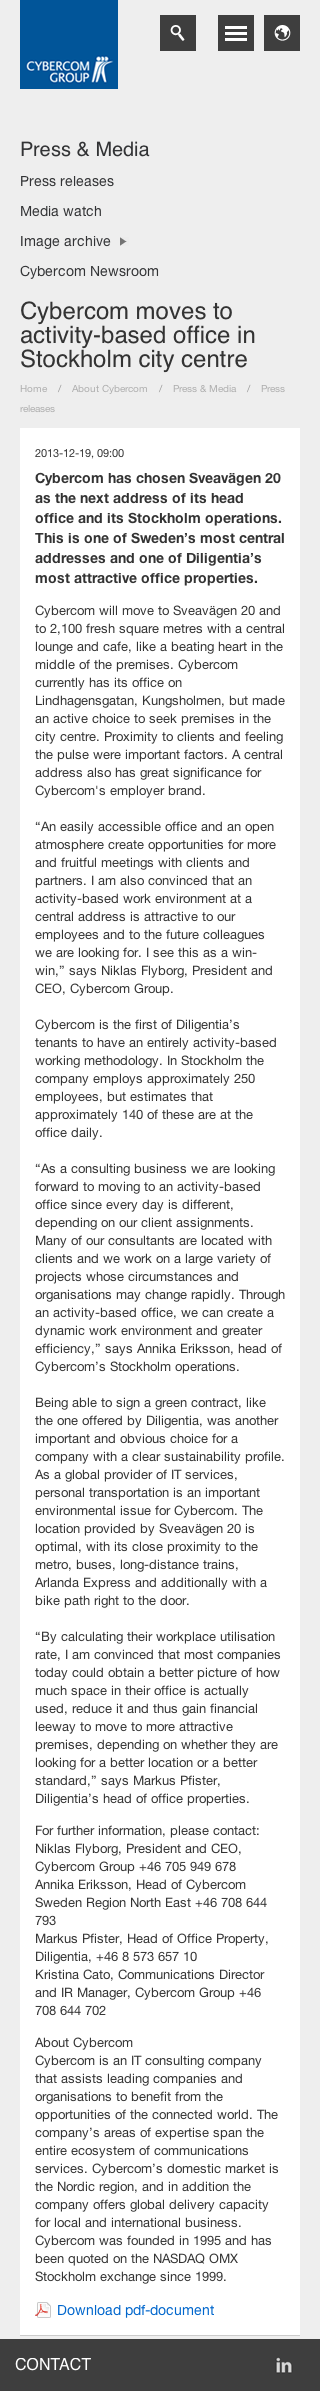 CYBERCOM
GROUP
Press & Media
Press releases
Media watch
Image archive
Cybercom Newsroom
Cybercom moves to
activity-based office in
Stockholm city centre
Home / About Cybercom / Press & Media / Press
releases
2013-12-19, 09:00
Cybercom has chosen Sveavägen 20
as the next address of its head
office and its Stockholm operations.
This is one of Sweden’s most central
addresses and one of Diligentia’s
most attractive office properties.
Cybercom will move to Sveavägen 20 and
to 2,100 fresh square metres with a central
lounge and cafe, like a beating heart in the
middle of the premises. Cybercom
currently has its office on
Lindhagensgatan, Kungsholmen, but made
an active choice to seek premises in the
city centre. Proximity to clients and feeling
the pulse were important factors. A central
address also has great significance for
Cybercom's employer brand.
“An easily accessible office and an open
atmosphere create opportunities for more
and fruitful meetings with clients and
partners. I am also convinced that an
activity-based work environment at a
central address is attractive to our
employees and to the future colleagues
we are looking for. I see this as a win-
win,” says Niklas Flyborg, President and
CEO, Cybercom Group.
Cybercom is the first of Diligentia’s
tenants to have an entirely activity-based
working methodology. In Stockholm the
company employs approximately 250
employees, but estimates that
approximately 140 of these are at the
office daily.
“As a consulting business we are looking
forward to moving to an activity-based
office since every day is different,
depending on our client assignments.
Many of our consultants are located with
clients and we work on a large variety of
projects whose circumstances and
organisations may change rapidly. Through
an activity-based office, we can create a
dynamic work environment and greater
efficiency,” says Annika Eriksson, head of
Cybercom’s Stockholm operations.
Being able to sign a green contract, like
the one offered by Diligentia, was another
important and obvious choice for a
company with a clear sustainability profile.
As a global provider of IT services,
personal transportation is an important
environmental issue for Cybercom. The
location provided by Sveavägen 20 is
optimal, with its close proximity to the
metro, buses, long-distance trains,
Arlanda Express and additionally with a
bike path right to the door.
“By calculating their workplace utilisation
rate, I am convinced that most companies
today could obtain a better picture of how
much space in their office is actually
used, reduce it and thus gain financial
leeway to move to more attractive
premises, depending on whether they are
looking for a better location or a better
standard,” says Markus Pfister,
Diligentia’s head of office properties.
For further information, please contact:
Niklas Flyborg, President and CEO,
Cybercom Group +46 705 949 678
Annika Eriksson, Head of Cybercom
Sweden Region North East +46 708 644
793
Markus Pfister, Head of Office Property,
Diligentia, +46 8 573 657 10
Kristina Cato, Communications Director
and IR Manager, Cybercom Group +46
708 644 702
About Cybercom
Cybercom is an IT consulting company
that assists leading companies and
organisations to benefit from the
opportunities of the connected world. The
company’s areas of expertise span the
entire ecosystem of communications
services. Cybercom’s domestic market is
the Nordic region, and in addition the
company offers global delivery capacity
for local and international business.
Cybercom was founded in 1995 and has
been quoted on the NASDAQ OMX
Stockholm exchange since 1999.
Download pdf-document
CONTACT
in